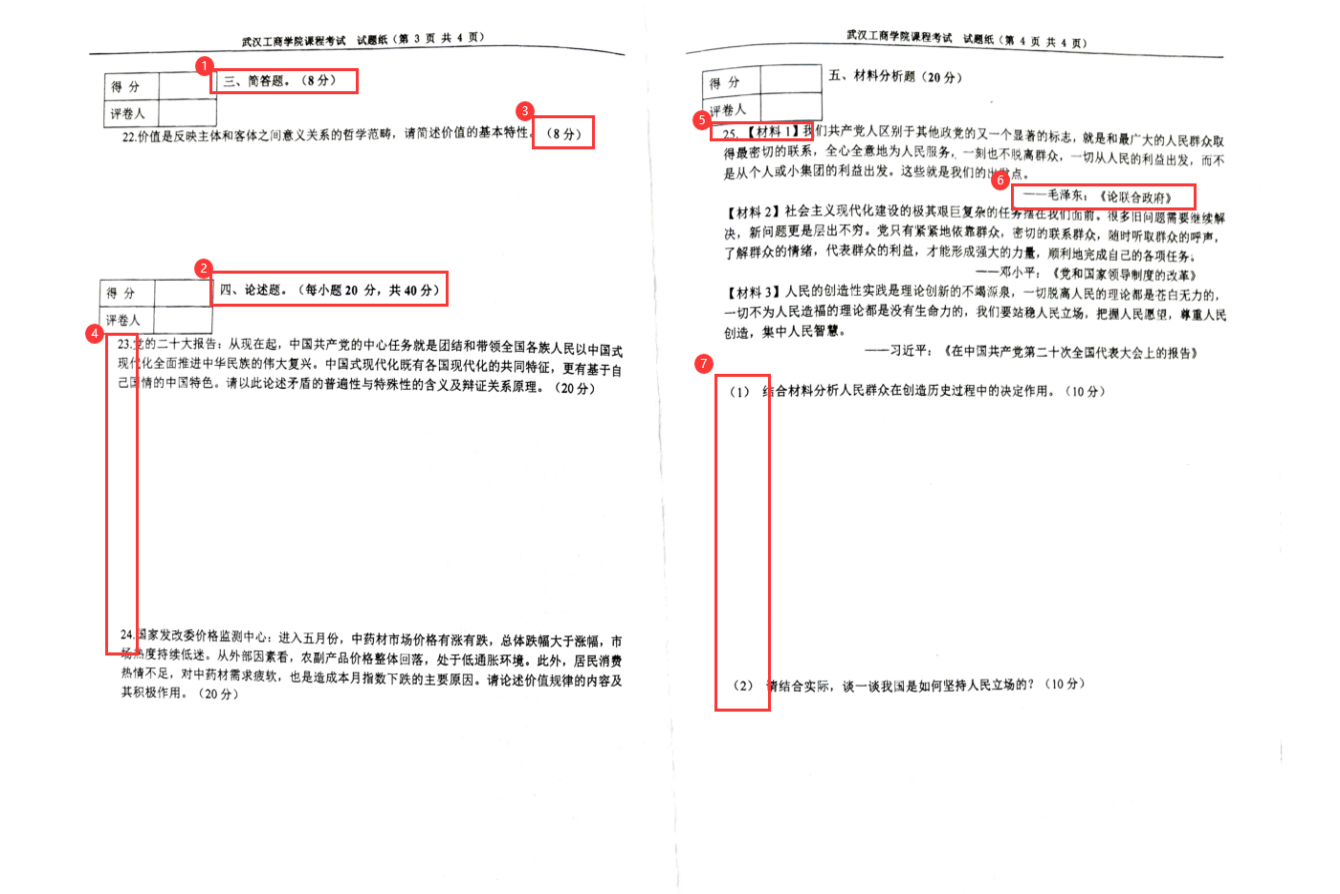 武汉工商学院课程考试 试题纸(第 3 页 共 4 页)
得 分
评卷人
1
三、简答题。(8 分)
3
22.价值是反映主体和客体之间意义关系的哲学范畴,请简述价值的基本特性。(8 分)
得 分
评卷人
2
四、论述题。(每小题 20 分,共 40 分)
4
23.党的二十大报告:从现在起,中国共产党的中心任务就是团结和带领全国各族人民以中国式
现代化全面推进中华民族的伟大复兴。中国式现代化既有各国现代化的共同特征,更有基于自
己国情的中国特色。请以此论述矛盾的普遍性与特殊性的含义及辩证关系原理。(20 分)
24.国家发改委价格监测中心:进入五月份,中药材市场价格有涨有跌,总体跌幅大于涨幅,市
场热度持续低迷。从外部因素看,农副产品价格整体回落,处于低通胀环境。此外,居民消费
热情不足,对中药材需求疲软,也是造成本月指数下跌的主要原因。请论述价值规律的内容及
其积极作用。(20 分)
武汉工商学院课程考试 试题纸(第 4 页 共 4 页)
得 分
评卷人
五、材料分析题(20 分)
5
25.【材料 1】我们共产党人区别于其他政党的又一个显著的标志,就是和最广大的人民群众取
得最密切的联系,全心全意地为人民服务,一刻也不脱离群众,一切从人民的利益出发,而不
是从个人或小集团的利益出发。这些就是我们的出发点。
6
——毛泽东:《论联合政府》
【材料 2】社会主义现代化建设的极其艰巨复杂的任务摆在我们面前。很多旧问题需要继续解
决,新问题更是层出不穷。党只有紧紧地依靠群众,密切的联系群众,随时听取群众的呼声,
了解群众的情绪,代表群众的利益,才能形成强大的力量,顺利地完成自己的各项任务。
——邓小平:《党和国家领导制度的改革》
【材料 3】人民的创造性实践是理论创新的不竭源泉,一切脱离人民的理论都是苍白无力的,
一切不为人民造福的理论都是没有生命力的,我们要站稳人民立场,把握人民愿望,尊重人民
创造,集中人民智慧。
——习近平:《在中国共产党第二十次全国代表大会上的报告》
7
(1) 结合材料分析人民群众在创造历史过程中的决定作用。(10 分)
(2) 请结合实际,谈一谈我国是如何坚持人民立场的?(10 分)